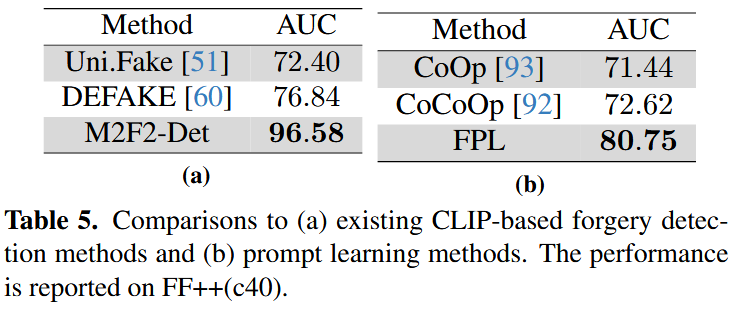 Method AUC
Uni.Fake [51] 72.40
DEFAKE [60] 76.84
M2F2-Det 96.58
(a)
Method AUC
CoOp [93] 71.44
CoCoOp [92] 72.62
FPL 80.75
(b)
Table 5. Comparisons to (a) existing CLIP-based forgery detec-
tion methods and (b) prompt learning methods. The performance
is reported on FF++(c40).